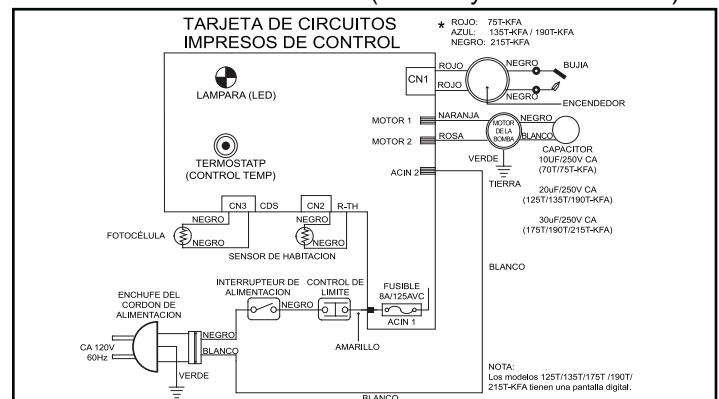 TARJETA DE CIRCUITOS
IMPRESOS DE CONTROL
* ROJO: 75T-KFA
AZUL: 135T-KFA / 190T-KFA
NEGRO: 215T-KFA
LAMPARA (LED)
TERMOSTATP
(CONTROL TEMP)
CN1
ROJO
ROJO
NEGRO
NEGRO
BUJIA
ENCENDEDOR
MOTOR 1
NARANJA
MOTOR 2
ROSA
MOTOR
DE LA
BOMBA
NEGRO
BLANCO
VERDE
TIERRA
CAPACITOR
10UF/250V CA
(70T/75T-KFA)
20uF/250V CA
(125T/135T/190T-KFA)
30uF/250V CA
(175T/190T/215T-KFA)
ACIN 2
BLANCO
CN3
CDS
CN2
R-TH
NEGRO
NEGRO
FOTOCÉLULA
NEGRO
NEGRO
SENSOR DE HABITACION
INTERRUPTEUR DE
ALIMENTACION
NEGRO
CONTROL DE
LIMITE
FUSIBLE
8A/125AVC
ACIN 1
AMARILLO
ENCHUFE DEL
CORDON DE
ALIMENTACION
CA 120V
60Hz
NEGRO
BLANCO
VERDE
BLANCO
NOTA:
Los modelos 125T/135T/175T /190T/
215T-KFA tienen una pantalla digital.